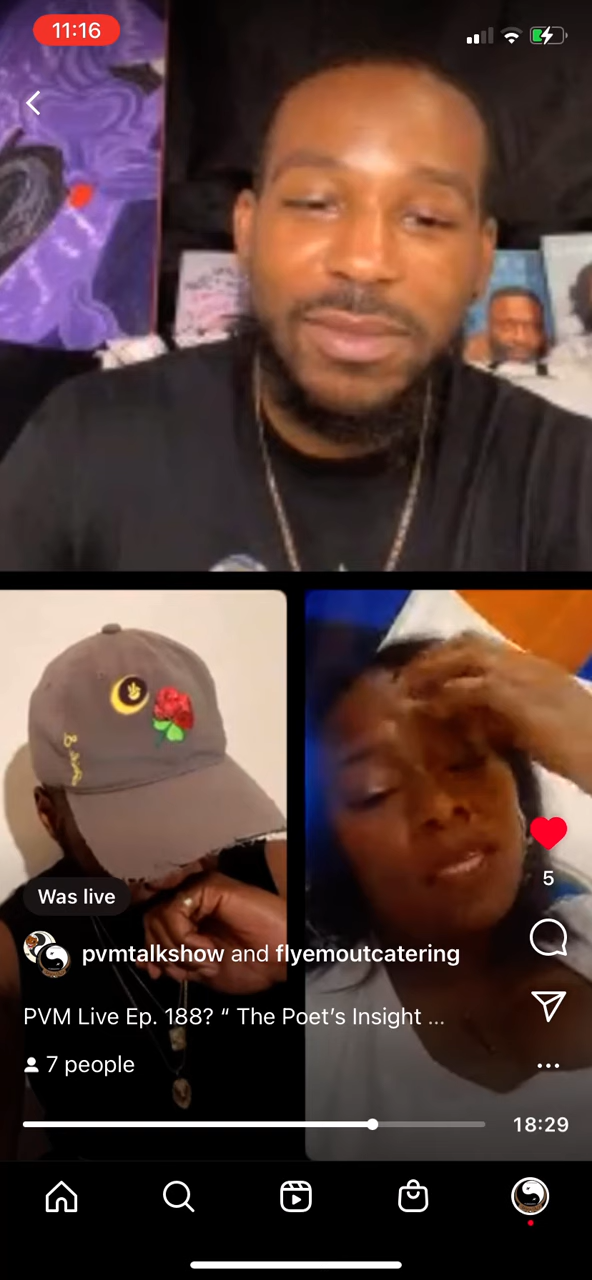 11:16
Was live
pvmtalkshow and flyemoutcatering
PVM Live Ep. 188? “ The Poet’s Insight ...
7 people
18:29
5